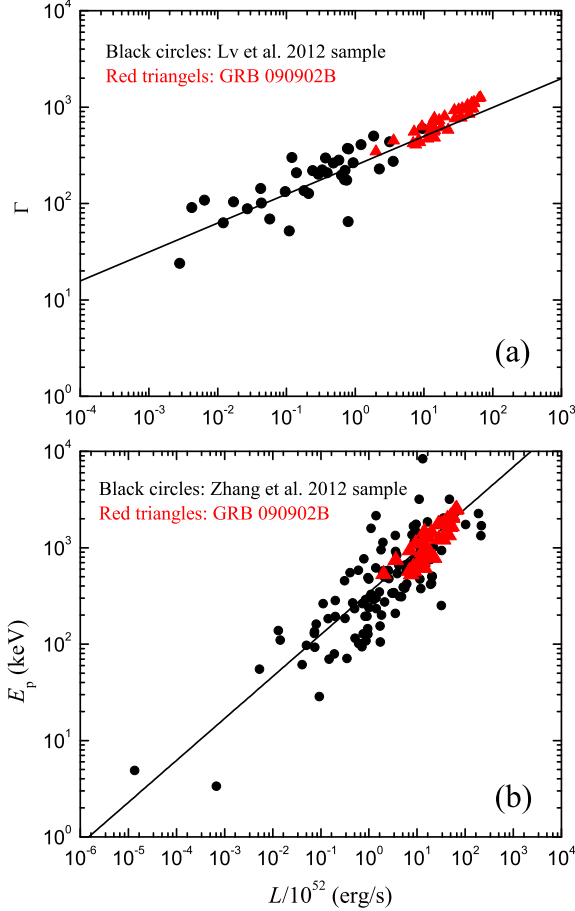 10^4
Black circles: Lv et al. 2012 sample
Red triangels: GRB 090902B
10^3
10^2
Γ
10^1
(a)
10^0
10^-4 10^-3 10^-2 10^-1 10^0 10^1 10^2 10^3
10^4
Black circles: Zhang et al. 2012 sample
Red triangles: GRB 090902B
10^3
10^2
E_p (keV)
10^1
(b)
10^0
10^-6 10^-5 10^-4 10^-3 10^-2 10^-1 10^0 10^1 10^2 10^3 10^4
L/10^52 (erg/s)